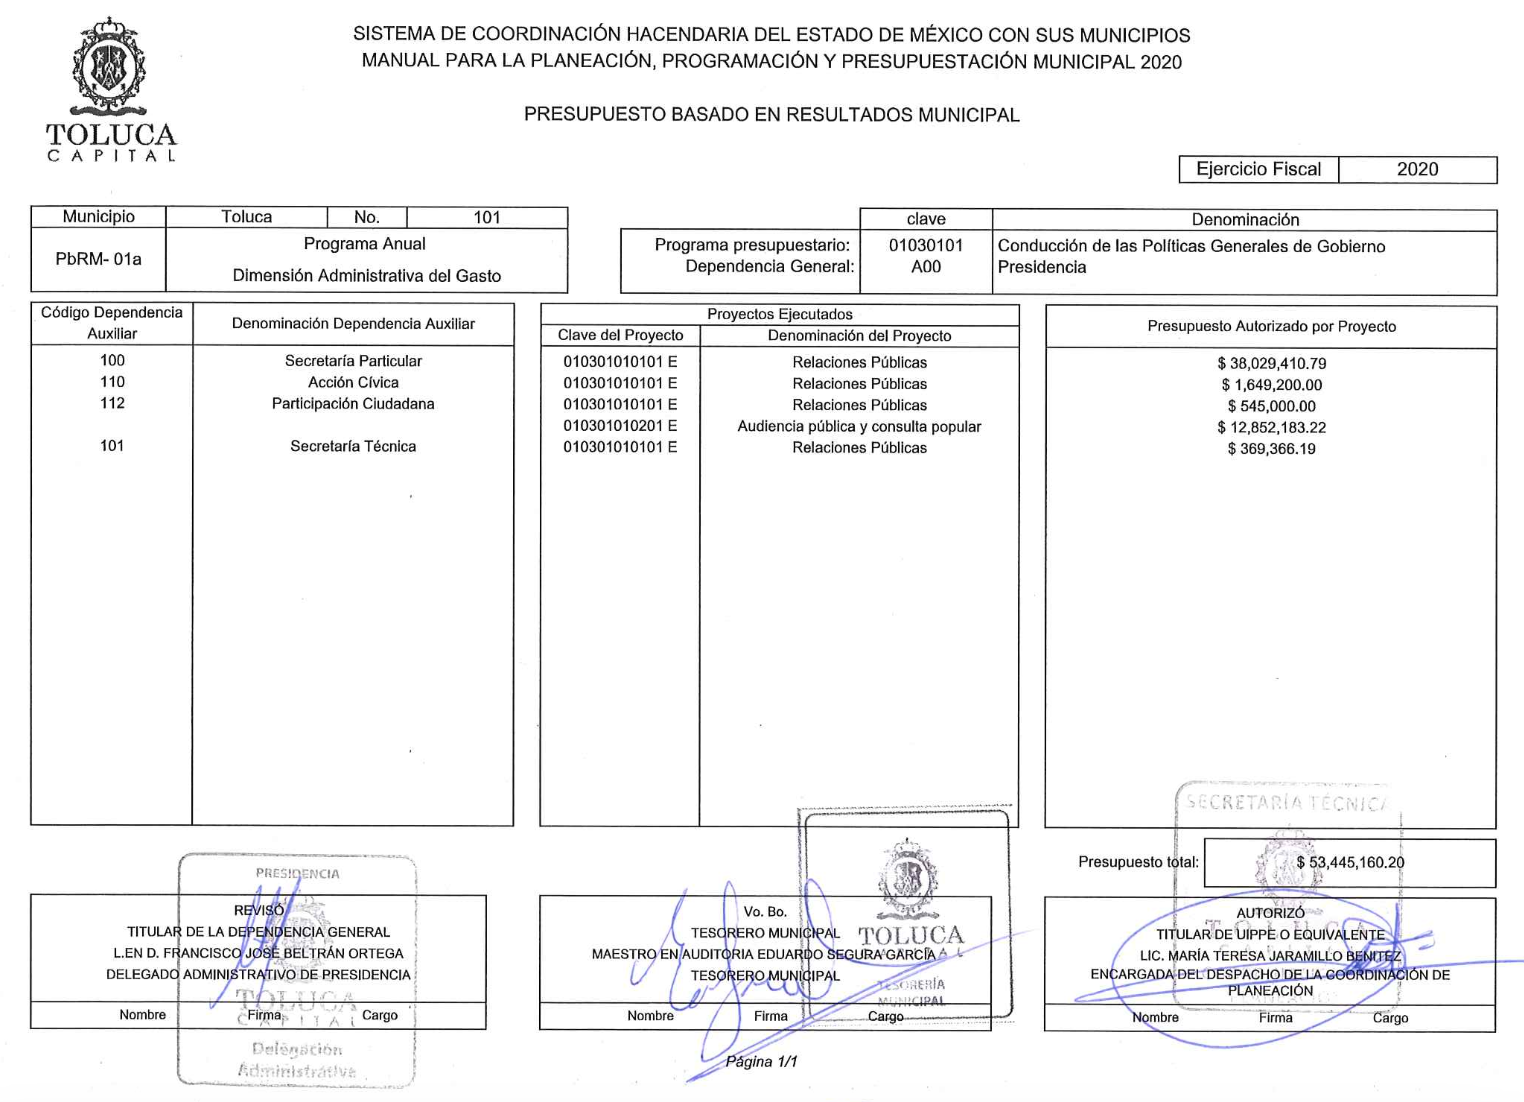 SISTEMA DE COORDINACIÓN HACENDARIA DEL ESTADO DE MÉXICO CON SUS MUNICIPIOS
MANUAL PARA LA PLANEACIÓN, PROGRAMACIÓN Y PRESUPUESTACIÓN MUNICIPAL 2020
PRESUPUESTO BASADO EN RESULTADOS MUNICIPAL
TOLUCA
CAPITAL
Ejercicio Fiscal 2020
Municipio Toluca No. 101
PbRM- 01a
Programa Anual
Dimensión Administrativa del Gasto
clave Denominación
Programa presupuestario: 01030101 Conducción de las Políticas Generales de Gobierno
Dependencia General: A00 Presidencia
Código Dependencia Auxiliar
Denominación Dependencia Auxiliar
Proyectos Ejecutados
Clave del Proyecto Denominación del Proyecto
Presupuesto Autorizado por Proyecto
100 Secretaría Particular 010301010101 E Relaciones Públicas $ 38,029,410.79
110 Acción Cívica 010301010101 E Relaciones Públicas $ 1,649,200.00
112 Participación Ciudadana 010301010101 E Relaciones Públicas $ 545,000.00
010301010201 E Audiencia pública y consulta popular $ 12,852,183.22
101 Secretaría Técnica 010301010101 E Relaciones Públicas $ 369,366.19
SECRETARÍA TÉCNICA
Presupuesto total: $ 53,445,160.20
PRESIDENCIA
REVISÓ
TITULAR DE LA DEPENDENCIA GENERAL
L.EN D. FRANCISCO JOSÉ BELTRÁN ORTEGA
DELEGADO ADMINISTRATIVO DE PRESIDENCIA
TOLUCA
CAPITAL
Nombre Firma Cargo
Delegación
Administrativa
Vo. Bo.
TESORERO MUNICIPAL
MAESTRO EN AUDITORIA EDUARDO SEGURA GARCÍA
TESORERO MUNICIPAL
TOLUCA
TESORERÍA
MUNICIPAL
Nombre Firma Cargo
AUTORIZÓ
TITULAR DE UIPPE O EQUIVALENTE
LIC. MARÍA TERESA JARAMILLO BENÍTEZ
ENCARGADA DEL DESPACHO DE LA COORDINACIÓN DE
PLANEACIÓN
TOLUCA
Nombre Firma Cargo
Página 1/1